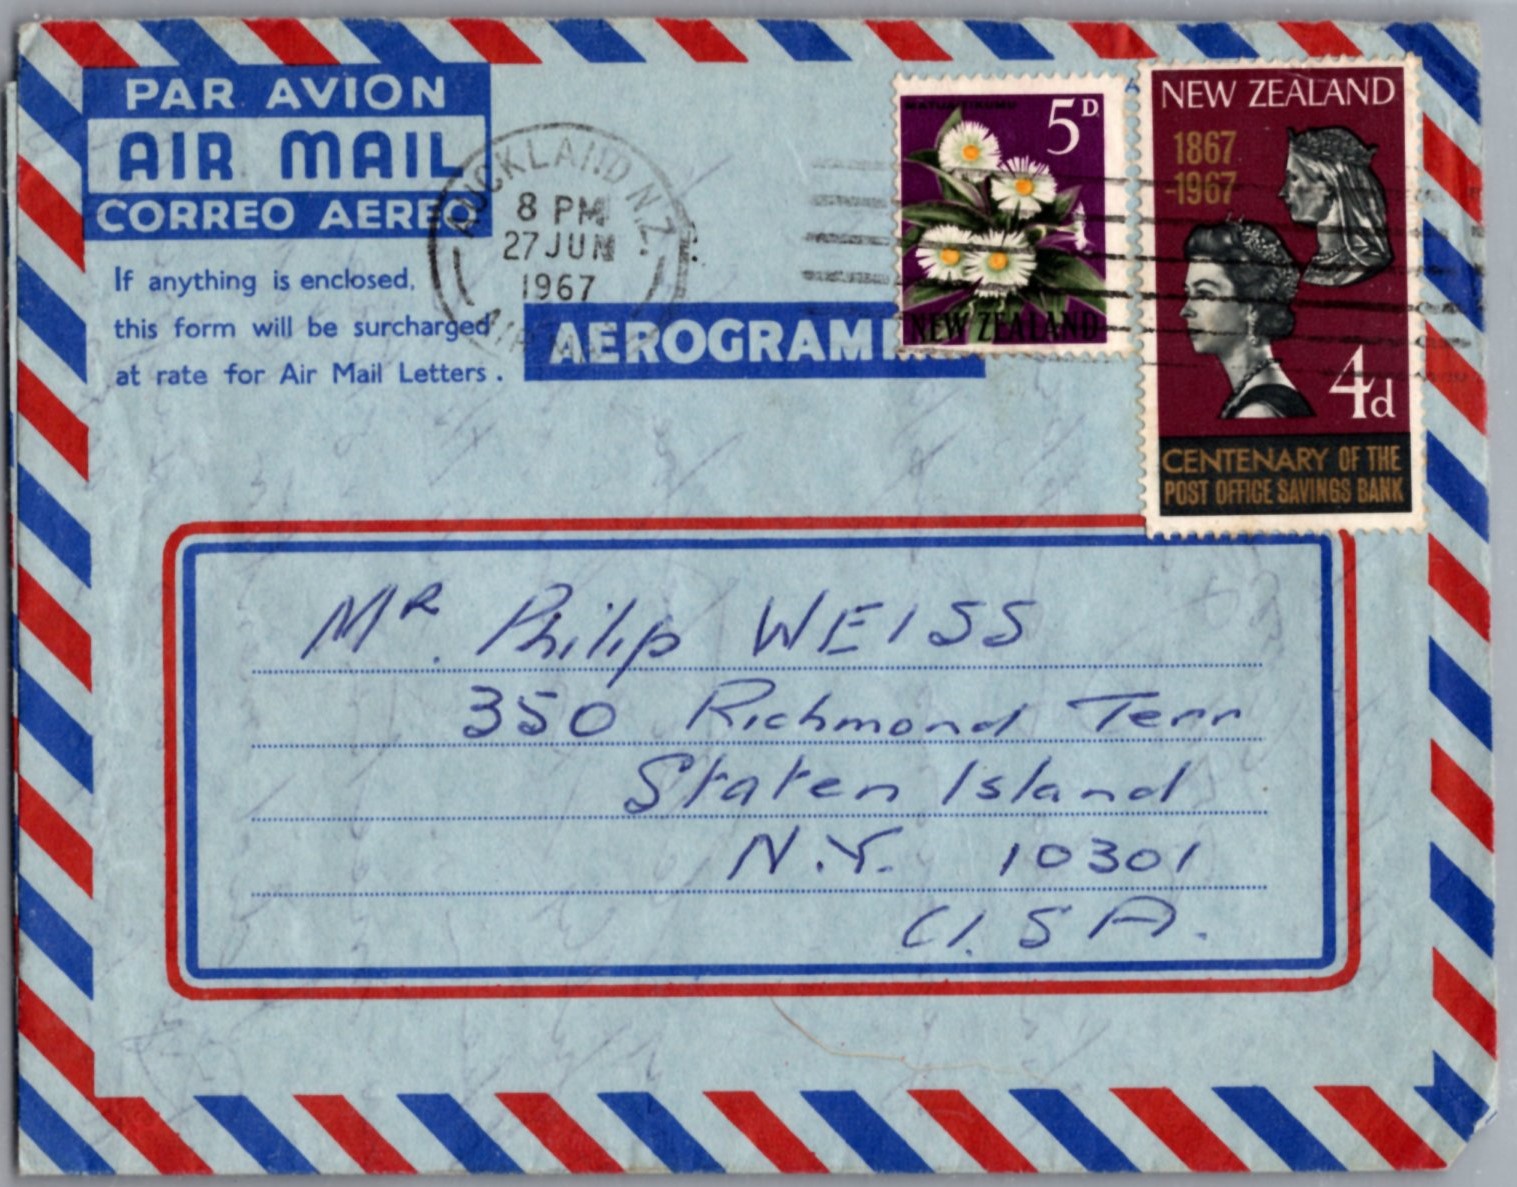 PAR AVION
AIR MAIL
CORREO AEREO
If anything is enclosed,
this form will be surcharged
at rate for Air Mail Letters.
AUCKLAND N.Z.
8 PM
27 JUN
1967
AEROGRAM
5D
NEW ZEALAND
NEW ZEALAND
1867
-1967
4d
CENTENARY OF THE
POST OFFICE SAVINGS BANK
MR. Philip WEISS
350 Richmond Terr
Staten Island
N.Y. 10301
U.S.A.